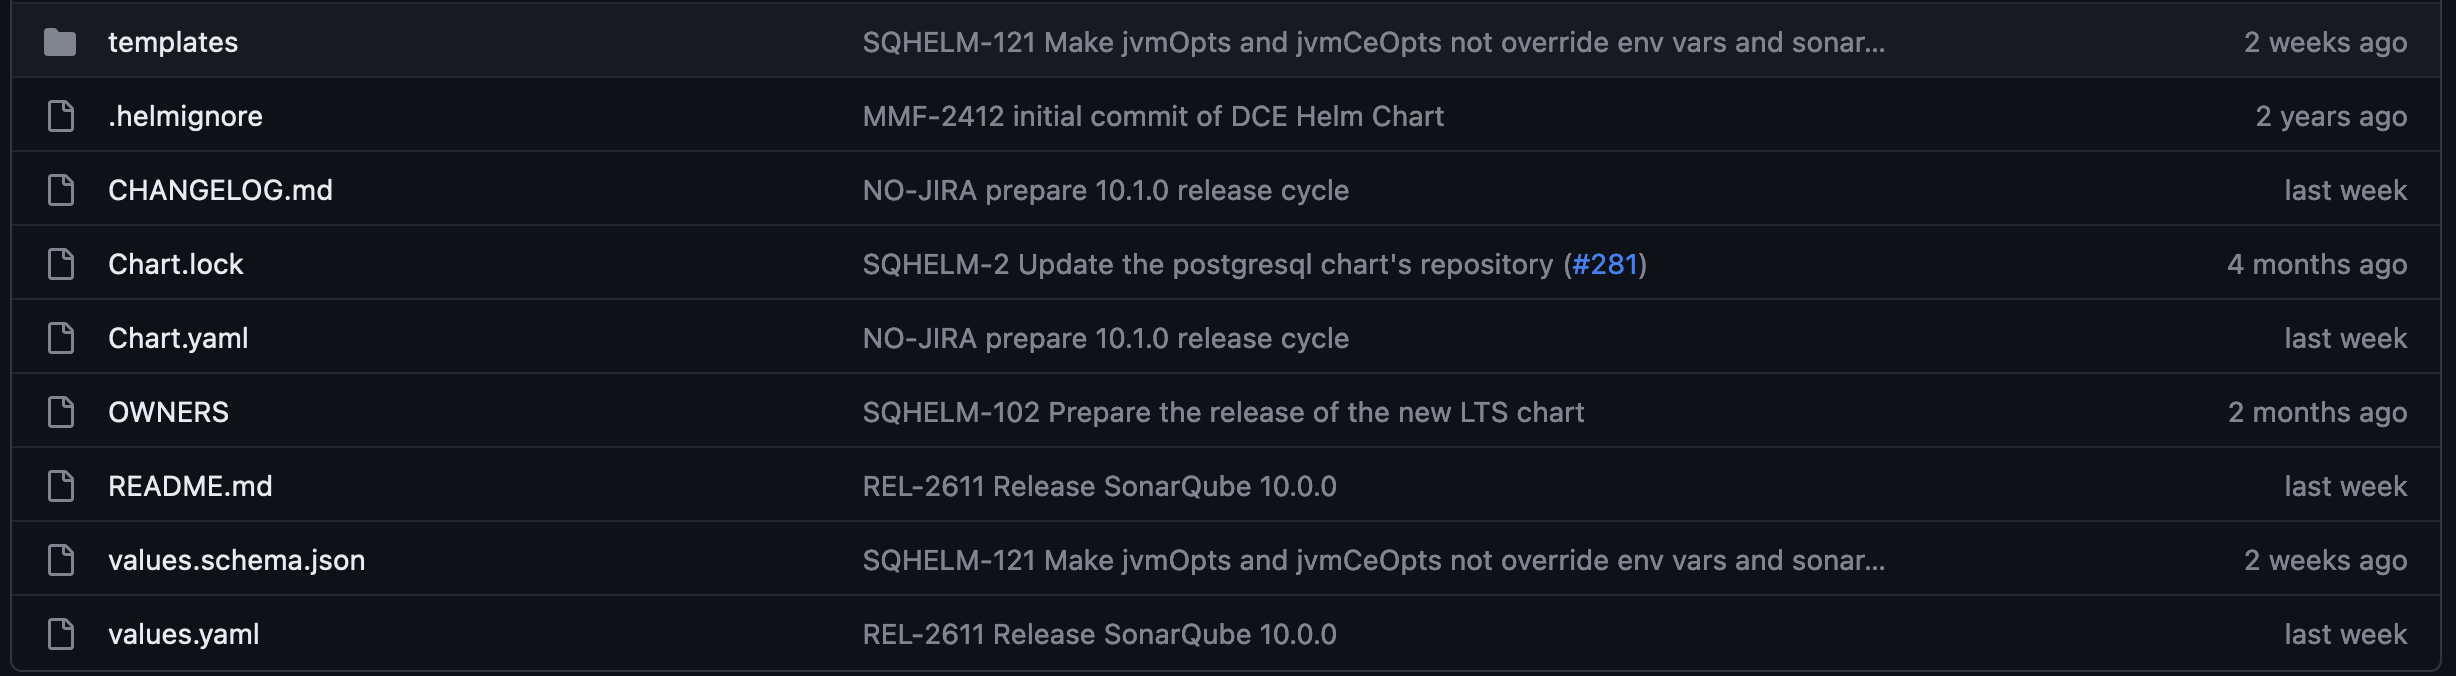 templates SQHELM-121 Make jvmOpts and jvmCeOpts not override env vars and sonar... 2 weeks ago
.helmignore MMF-2412 initial commit of DCE Helm Chart 2 years ago
CHANGELOG.md NO-JIRA prepare 10.1.0 release cycle last week
Chart.lock SQHELM-2 Update the postgresql chart's repository (#281) 4 months ago
Chart.yaml NO-JIRA prepare 10.1.0 release cycle last week
OWNERS SQHELM-102 Prepare the release of the new LTS chart 2 months ago
README.md REL-2611 Release SonarQube 10.0.0 last week
values.schema.json SQHELM-121 Make jvmOpts and jvmCeOpts not override env vars and sonar... 2 weeks ago
values.yaml REL-2611 Release SonarQube 10.0.0 last week